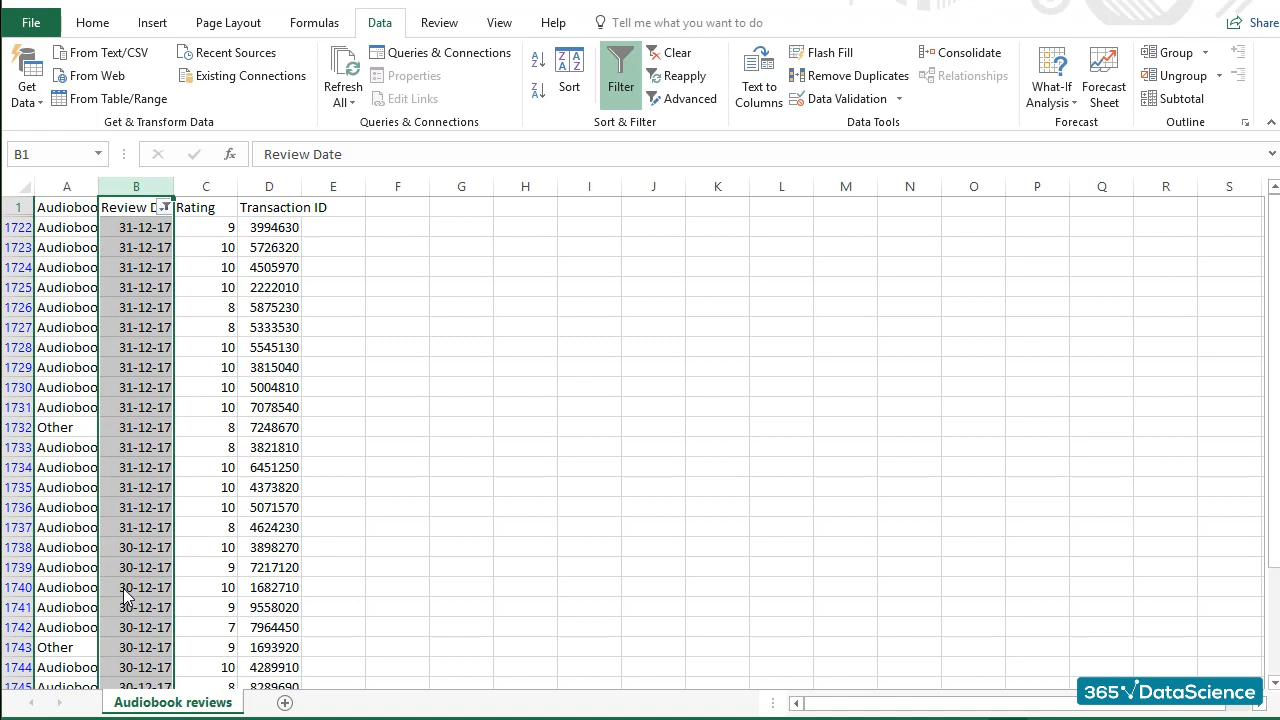 File Home Insert Page Layout Formulas Data Review View Help Tell me what you want to do Share
Get Data From Text/CSV From Web From Table/Range Recent Sources Existing Connections
Get & Transform Data
Refresh All Queries & Connections Properties Edit Links
Queries & Connections
Sort Filter Clear Reapply Advanced
Sort & Filter
Text to Columns Flash Fill Remove Duplicates Data Validation Consolidate Relationships
Data Tools
What-If Analysis Forecast Sheet
Forecast
Group Ungroup Subtotal
Outline
B1 fx Review Date
A B C D E F G H I J K L M N O P Q R S
1 Audioboo Review D Rating Transaction ID
1722 Audioboo 31-12-17 9 3994630
1723 Audioboo 31-12-17 10 5726320
1724 Audioboo 31-12-17 10 4505970
1725 Audioboo 31-12-17 10 2222010
1726 Audioboo 31-12-17 8 5875230
1727 Audioboo 31-12-17 8 5333530
1728 Audioboo 31-12-17 10 5545130
1729 Audioboo 31-12-17 10 3815040
1730 Audioboo 31-12-17 10 5004810
1731 Audioboo 31-12-17 10 7078540
1732 Other 31-12-17 8 7248670
1733 Audioboo 31-12-17 8 3821810
1734 Audioboo 31-12-17 10 6451250
1735 Audioboo 31-12-17 10 4373820
1736 Audioboo 31-12-17 10 5071570
1737 Audioboo 31-12-17 8 4624230
1738 Audioboo 30-12-17 10 3898270
1739 Audioboo 30-12-17 9 7217120
1740 Audioboo 30-12-17 10 1682710
1741 Audioboo 30-12-17 9 9558020
1742 Audioboo 30-12-17 7 7964450
1743 Other 30-12-17 9 1693920
1744 Audioboo 30-12-17 10 4289910
1745 Audioboo 30-12-17 8 8289690
Audiobook reviews
365 DataScience